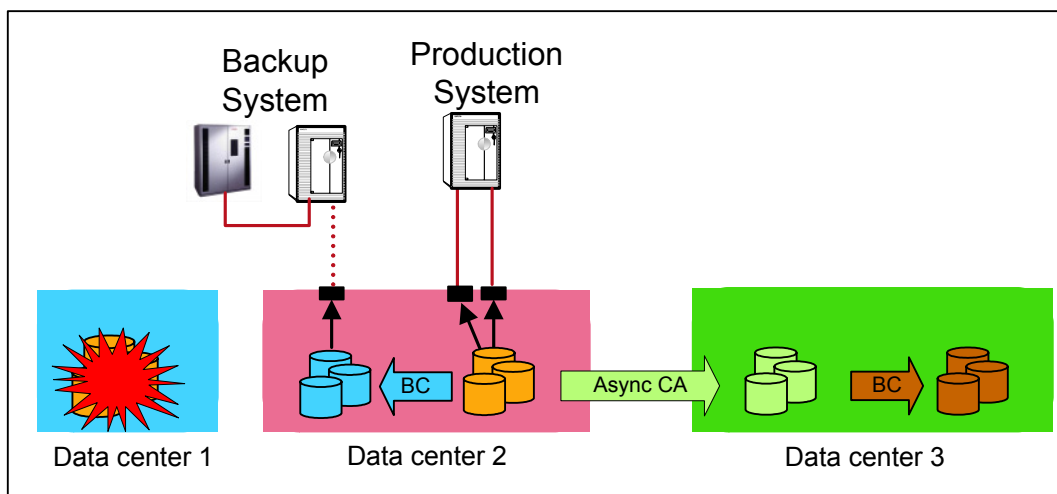 Backup
System
Production
System
BC
Async CA
BC
Data center 1
Data center 2
Data center 3